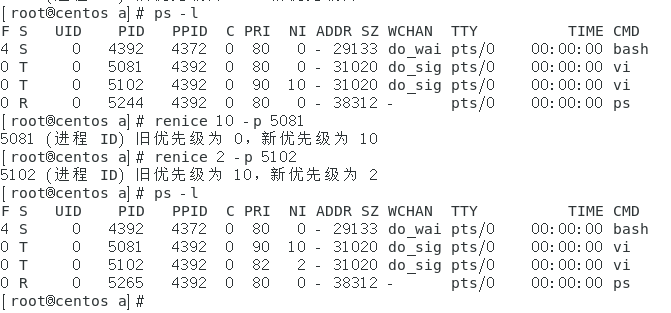 [root@centos a]# ps -l
F S   UID    PID   PPID  C PRI  NI ADDR SZ WCHAN  TTY          TIME CMD
4 S     0   4392   4372  0  80   0 - 29133 do_wai pts/0    00:00:00 bash
0 T     0   5081   4392  0  80   0 - 31020 do_sig pts/0    00:00:00 vi
0 T     0   5102   4392  0  90  10 - 31020 do_sig pts/0    00:00:00 vi
0 R     0   5244   4392  0  80   0 - 38312 -      pts/0    00:00:00 ps
[root@centos a]# renice 10 -p 5081
5081 (进程 ID) 旧优先级为 0，新优先级为 10
[root@centos a]# renice 2 -p 5102
5102 (进程 ID) 旧优先级为 10，新优先级为 2
[root@centos a]# ps -l
F S   UID    PID   PPID  C PRI  NI ADDR SZ WCHAN  TTY          TIME CMD
4 S     0   4392   4372  0  80   0 - 29133 do_wai pts/0    00:00:00 bash
0 T     0   5081   4392  0  90  10 - 31020 do_sig pts/0    00:00:00 vi
0 T     0   5102   4392  0  82   2 - 31020 do_sig pts/0    00:00:00 vi
0 R     0   5265   4392  0  80   0 - 38312 -      pts/0    00:00:00 ps
[root@centos a]#